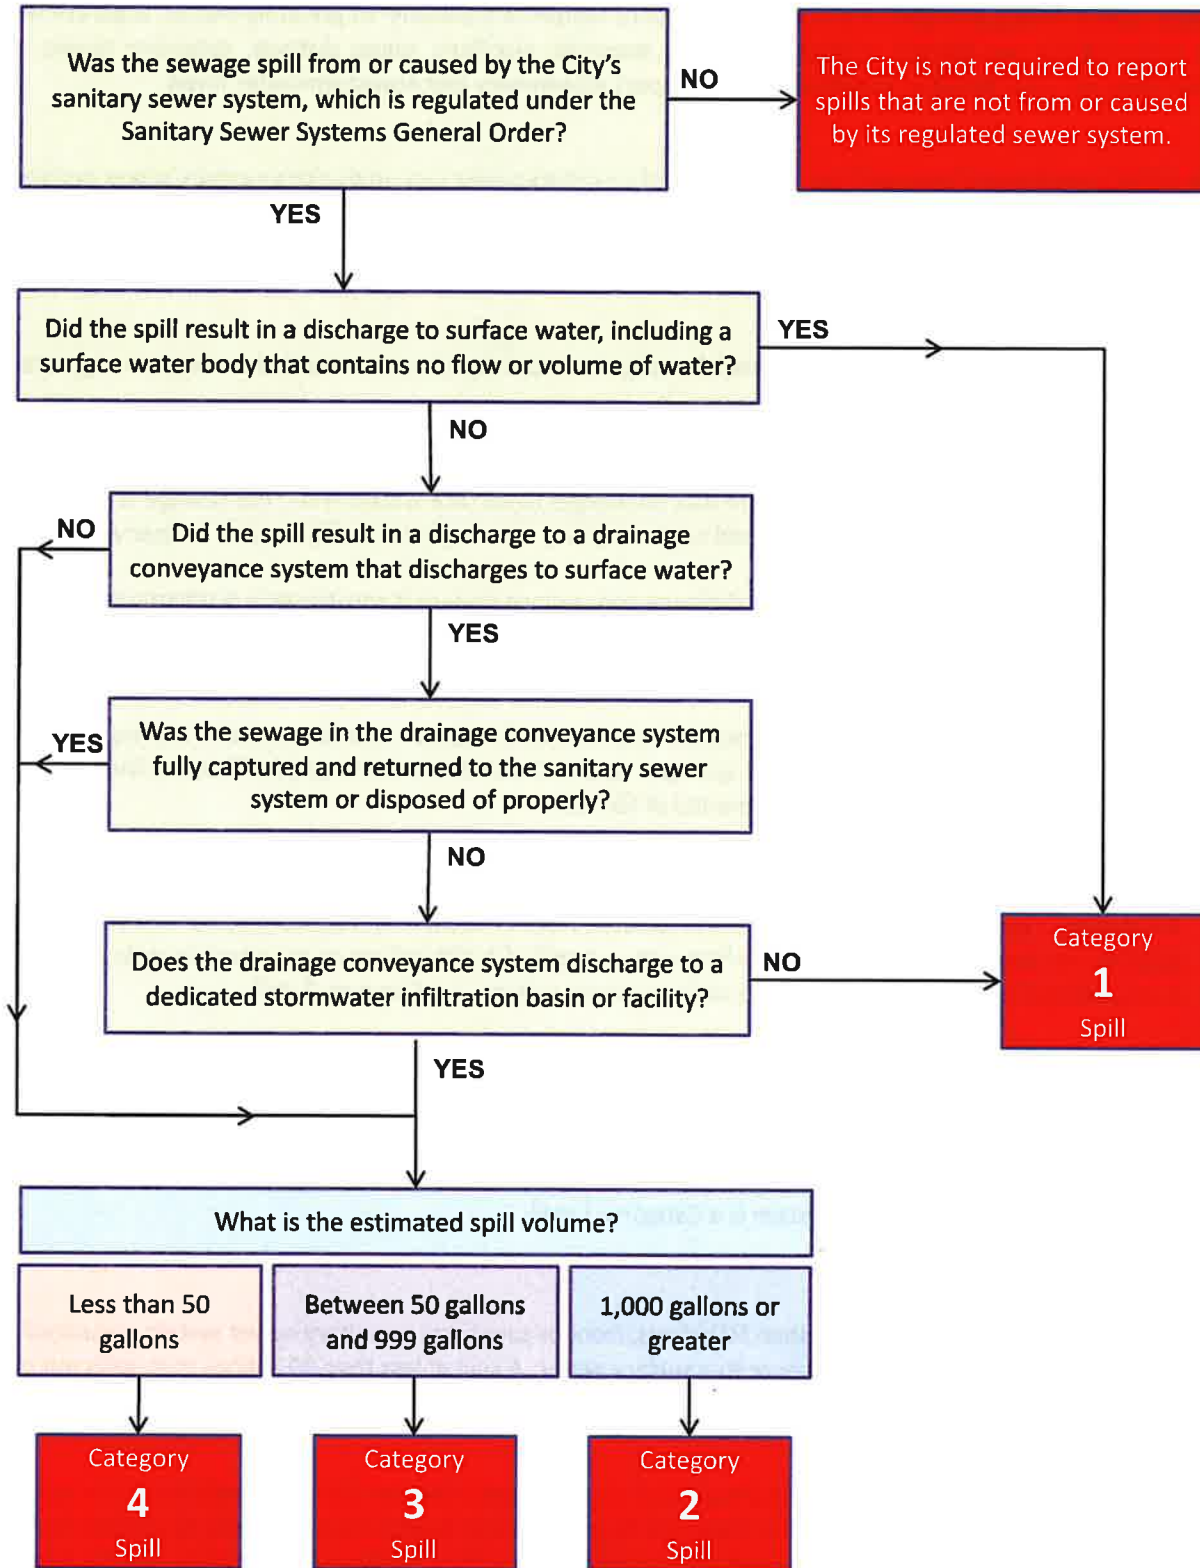 Was the sewage spill from or caused by the City's
sanitary sewer system, which is regulated under the
Sanitary Sewer Systems General Order?
NO
The City is not required to report
spills that are not from or caused
by its regulated sewer system.
YES
Did the spill result in a discharge to surface water, including a
surface water body that contains no flow or volume of water?
YES
NO
NO
Did the spill result in a discharge to a drainage
conveyance system that discharges to surface water?
YES
YES
Was the sewage in the drainage conveyance system
fully captured and returned to the sanitary sewer
system or disposed of properly?
NO
Does the drainage conveyance system discharge to a
dedicated stormwater infiltration basin or facility?
NO
Category
1
Spill
YES
What is the estimated spill volume?
Less than 50
gallons
Between 50 gallons
and 999 gallons
1,000 gallons or
greater
Category
4
Spill
Category
3
Spill
Category
2
Spill